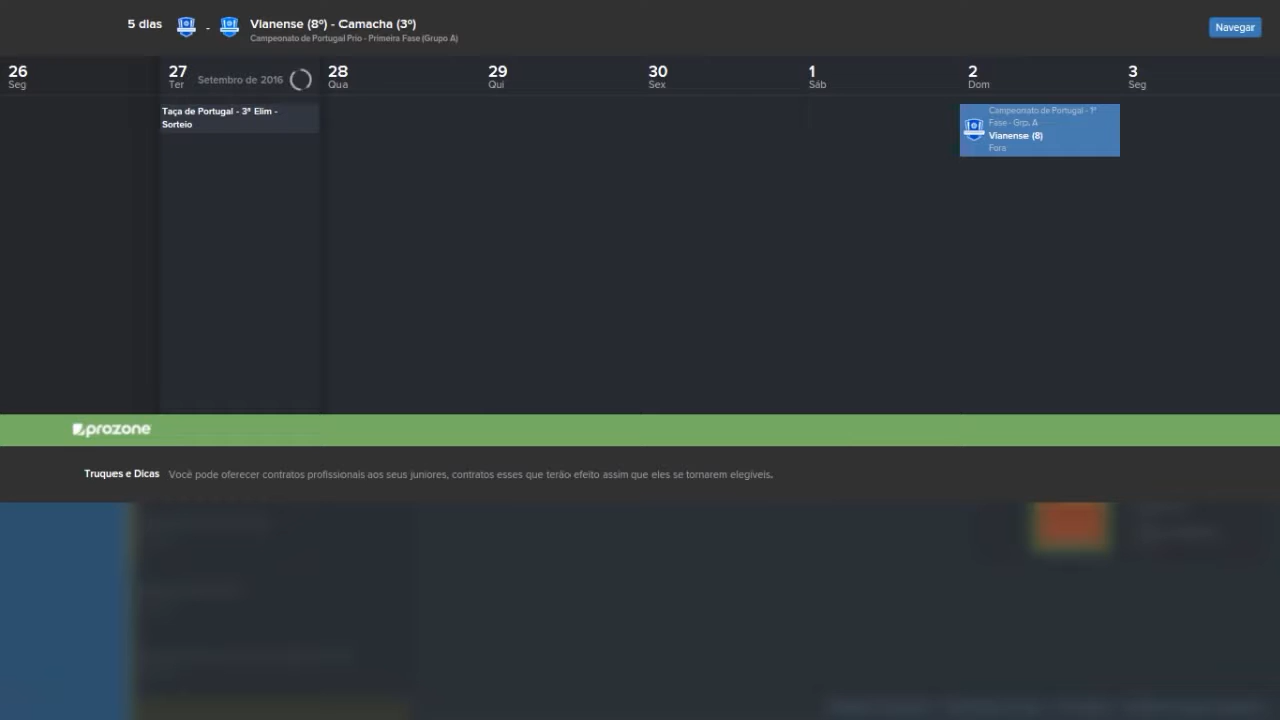 5 dias
-
Vianense (8º) - Camacha (3º)
Campeonato de Portugal Prio - Primeira Fase (Grupo A)
Navegar
26
Seg
27
Ter
Setembro de 2016
28
Qua
29
Qui
30
Sex
1
Sáb
2
Dom
3
Seg
Taça de Portugal - 3ª Elim -
Sorteio
Campeonato de Portugal - 1ª
Fase - Grp. A
Vianense (8)
Fora
prozone
Truques e Dicas Você pode oferecer contratos profissionais aos seus juniores, contratos esses que terão efeito assim que eles se tornarem elegíveis.